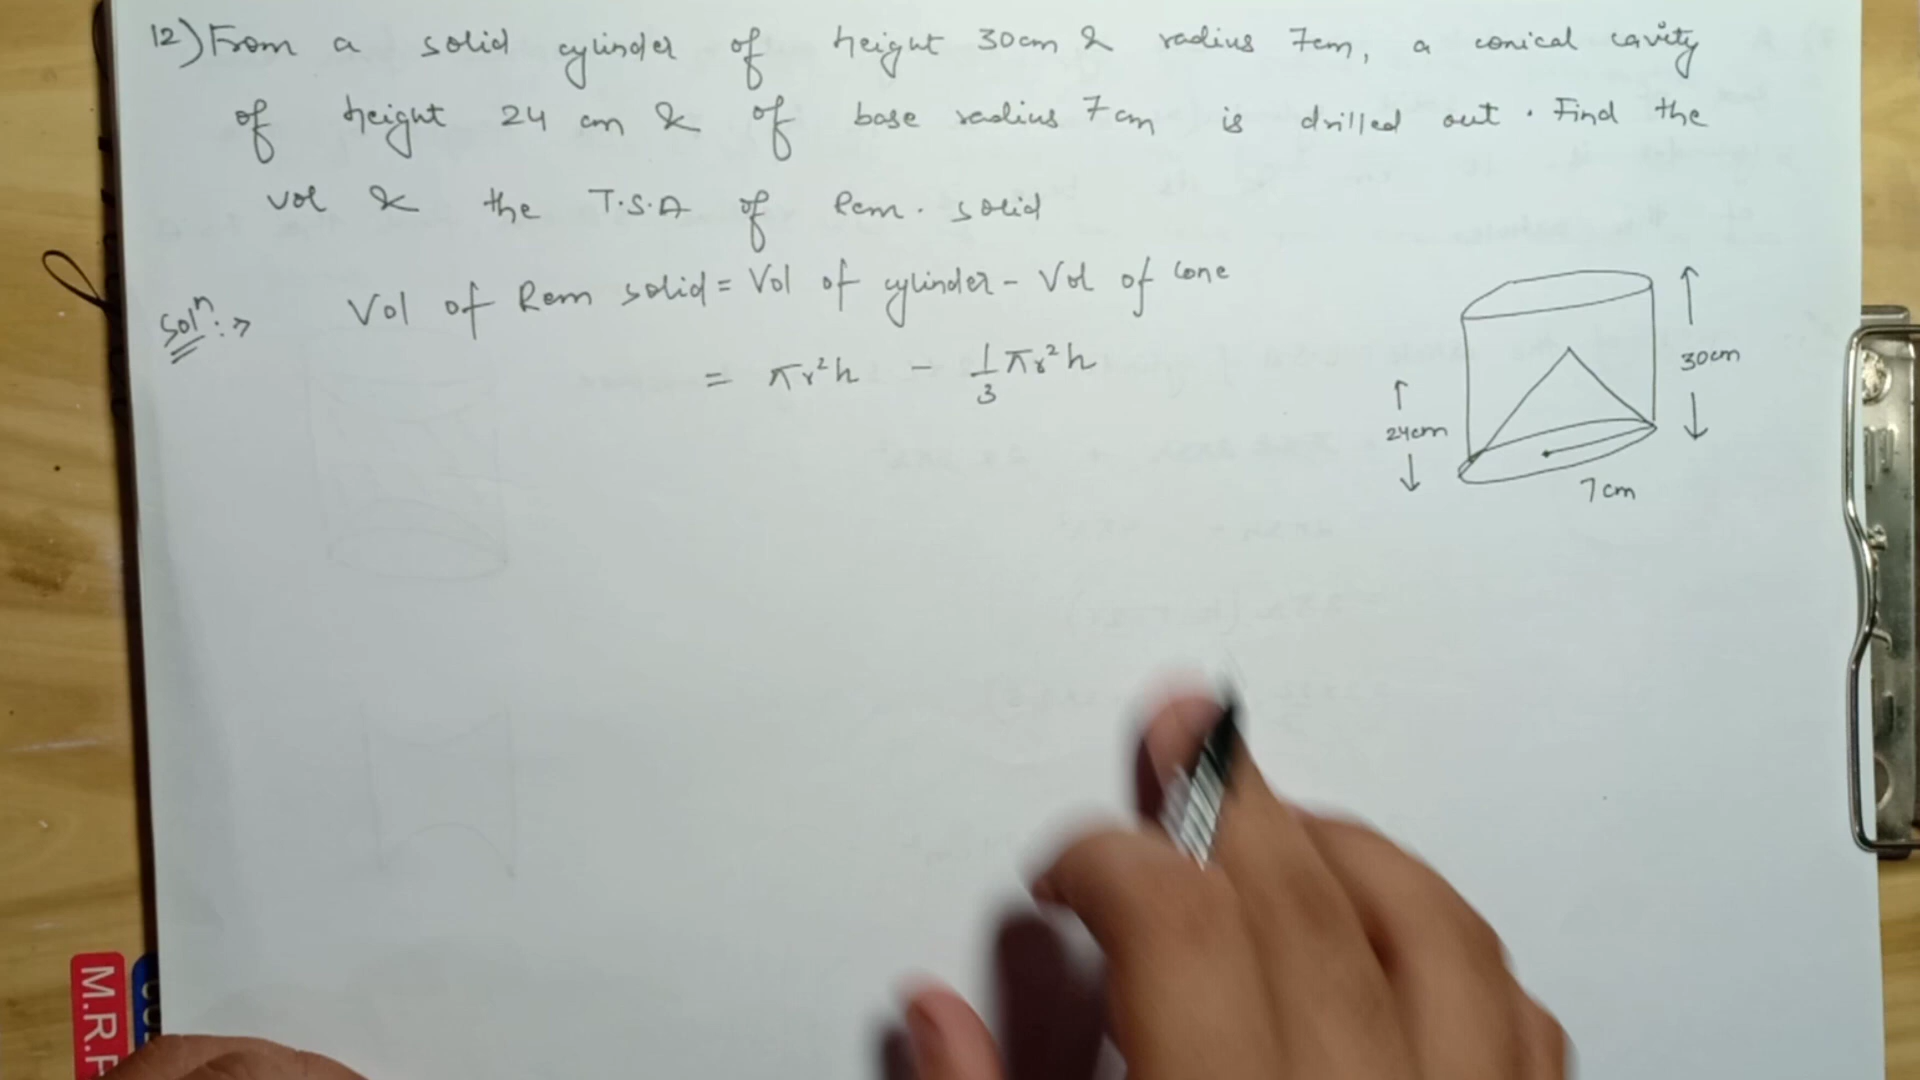 12) From a solid cylinder of height 30cm & radius 7cm, a conical cavity
of height 24 cm & of base radius 7cm is drilled out. Find the
vol & the T.S.A of Rem. solid
Soln:→ Vol of Rem solid = Vol of cylinder - Vol of cone
= πr²h - 1/3 πr²h
30cm
24cm
7cm
M.R.P